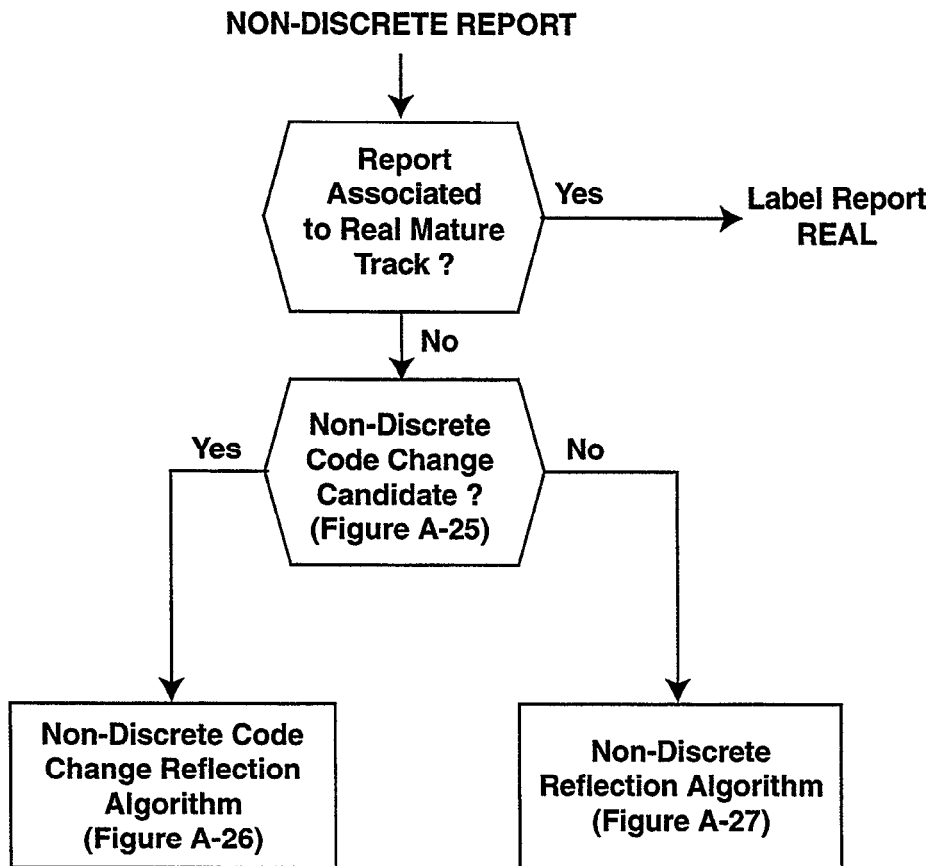 NON-DISCRETE REPORT
Report
Associated
to Real Mature
Track ?
Yes
Label Report
REAL
No
Non-Discrete
Code Change
Candidate ?
(Figure A-25)
Yes
No
Non-Discrete Code
Change Reflection
Algorithm
(Figure A-26)
Non-Discrete
Reflection Algorithm
(Figure A-27)